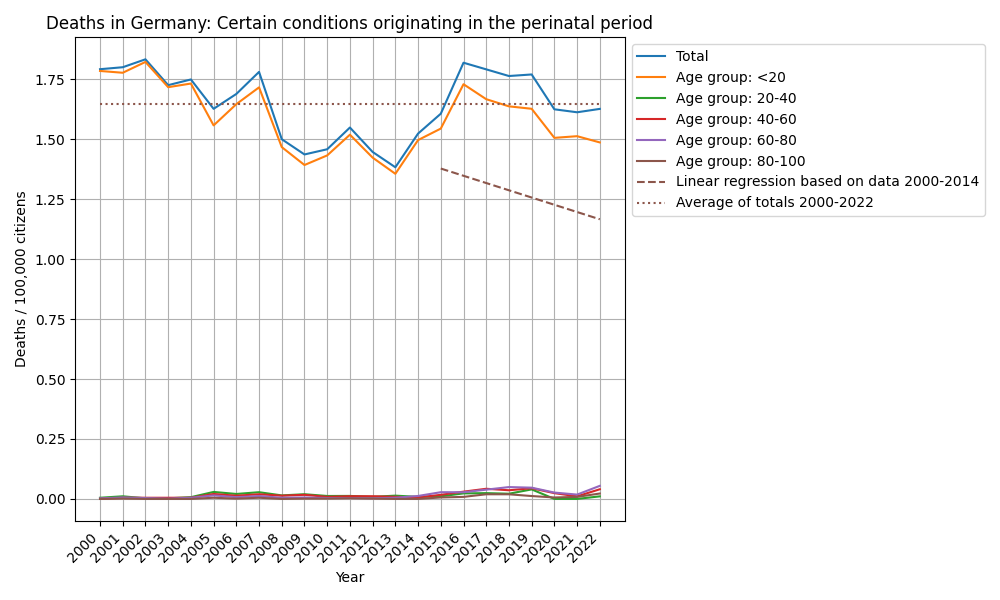 Deaths in Germany: Certain conditions originating in the perinatal period
Deaths / 100,000 citizens
1.75
1.50
1.25
1.00
0.75
0.50
0.25
0.00
2000
2001
2002
2003
2004
2005
2006
2007
2008
2009
2010
2011
2012
2013
2014
2015
2016
2017
2018
2019
2020
2021
2022
Year
Total
Age group: <20
Age group: 20-40
Age group: 40-60
Age group: 60-80
Age group: 80-100
Linear regression based on data 2000-2014
Average of totals 2000-2022